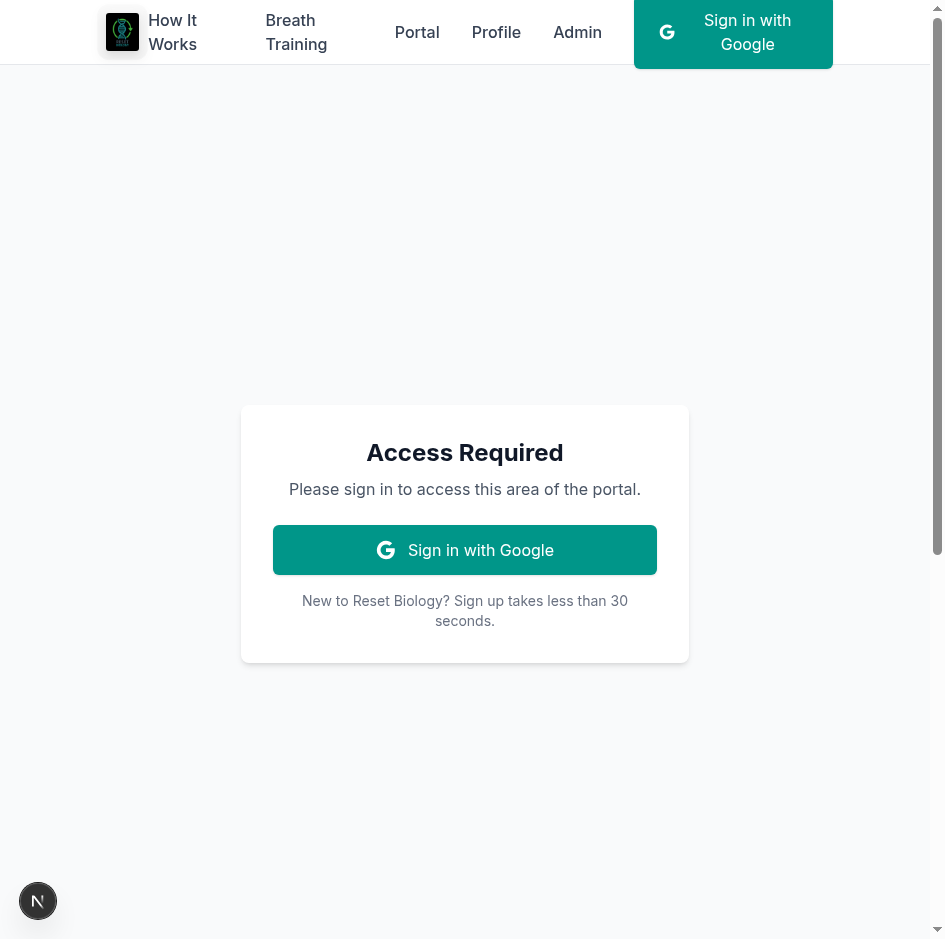 How It
Works
Breath
Training
Portal
Profile
Admin
Sign in with
Google
Access Required
Please sign in to access this area of the portal.
Sign in with Google
New to Reset Biology? Sign up takes less than 30
seconds.